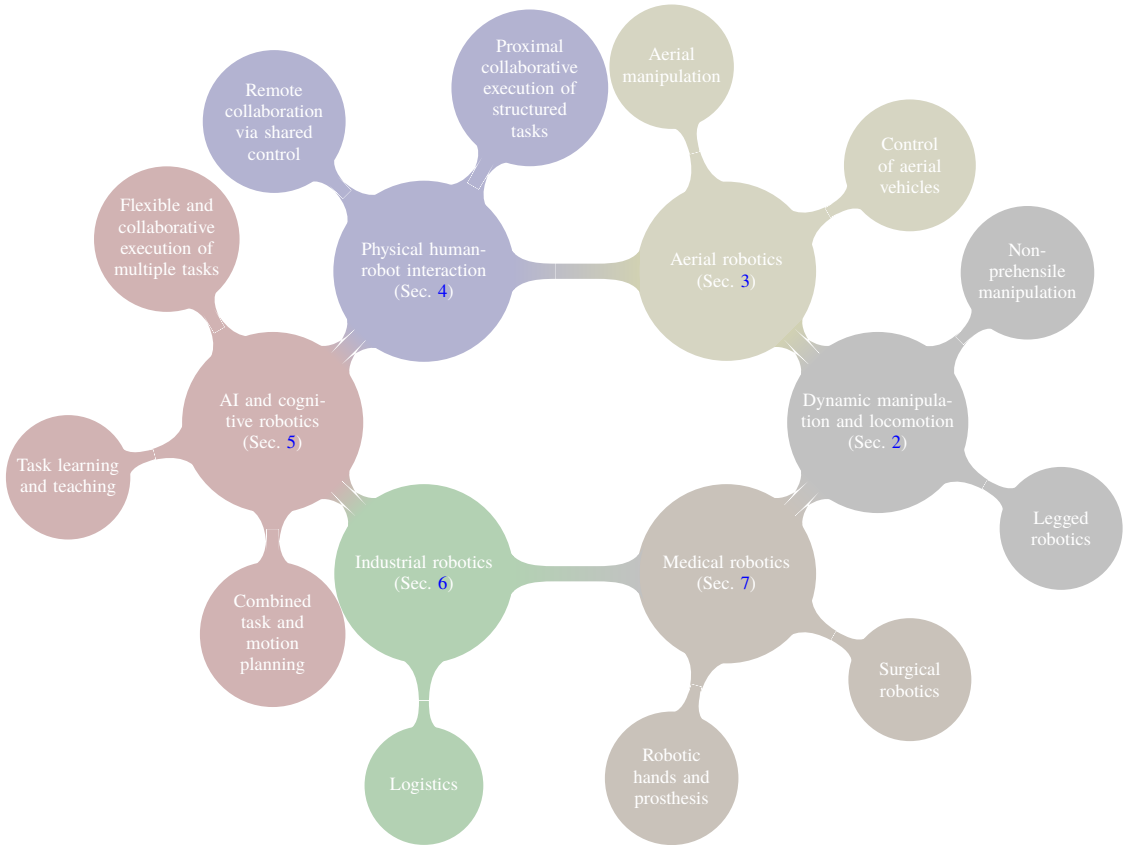 Proximal
collaborative
execution of
structured
tasks
Aerial
manipulation
Remote
collaboration
via shared
control
Control
of aerial
vehicles
Flexible and
collaborative
execution of
multiple tasks
Physical human-
robot interaction
(Sec. 4)
Aerial robotics
(Sec. 3)
Non-
prehensile
manipulation
AI and cogni-
tive robotics
(Sec. 5)
Dynamic manipula-
tion and locomotion
(Sec. 2)
Task learning
and teaching
Legged
robotics
Industrial robotics
(Sec. 6)
Medical robotics
(Sec. 7)
Combined
task and
motion
planning
Surgical
robotics
Logistics
Robotic
hands and
prosthesis